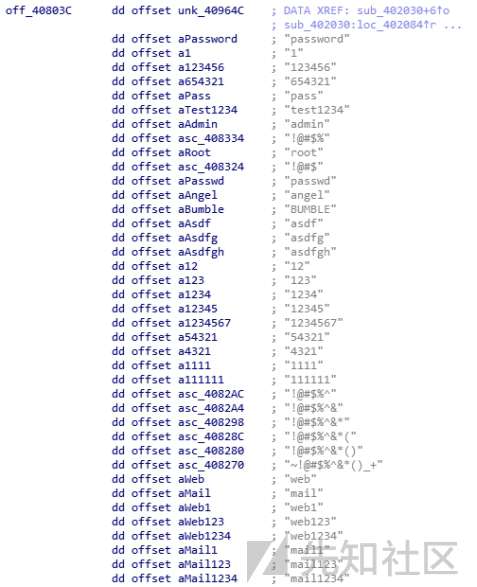 off_40803C dd offset unk_40964C ; DATA XREF: sub_402030+6f↑o
; sub_402030:loc_402084↑r ...
dd offset aPassword ; "password"
dd offset a1 ; "1"
dd offset a123456 ; "123456"
dd offset a654321 ; "654321"
dd offset aPass ; "pass"
dd offset aTest1234 ; "test1234"
dd offset aAdmin ; "admin"
dd offset asc_408334 ; "!@#$%"
dd offset aRoot ; "root"
dd offset asc_408324 ; "!@#$"
dd offset aPasswd ; "passwd"
dd offset aAngel ; "angel"
dd offset aBumble ; "BUMBLE"
dd offset aAsdf ; "asdf"
dd offset aAsdfg ; "asdfg"
dd offset aAsdfgh ; "asdfgh"
dd offset a12 ; "12"
dd offset a123 ; "123"
dd offset a1234 ; "1234"
dd offset a12345 ; "12345"
dd offset a1234567 ; "1234567"
dd offset a54321 ; "54321"
dd offset a4321 ; "4321"
dd offset a1111 ; "1111"
dd offset a111111 ; "111111"
dd offset asc_4082AC ; "!@#$%^"
dd offset asc_4082A4 ; "!@#$%^&"
dd offset asc_408298 ; "!@#$%^&*"
dd offset asc_40828C ; "!@#$%^&*("
dd offset asc_408280 ; "!@#$%^&*()"
dd offset asc_408270 ; "~!@#$%^&*()_+"
dd offset aWeb ; "web"
dd offset aMail ; "mail"
dd offset aWeb1 ; "web1"
dd offset aWeb123 ; "web123"
dd offset aWeb1234 ; "web1234"
dd offset aMail1 ; "mail1"
dd offset aMail123 ; "mail123"
dd offset aMail1234 ; "mail1234"
先知社区